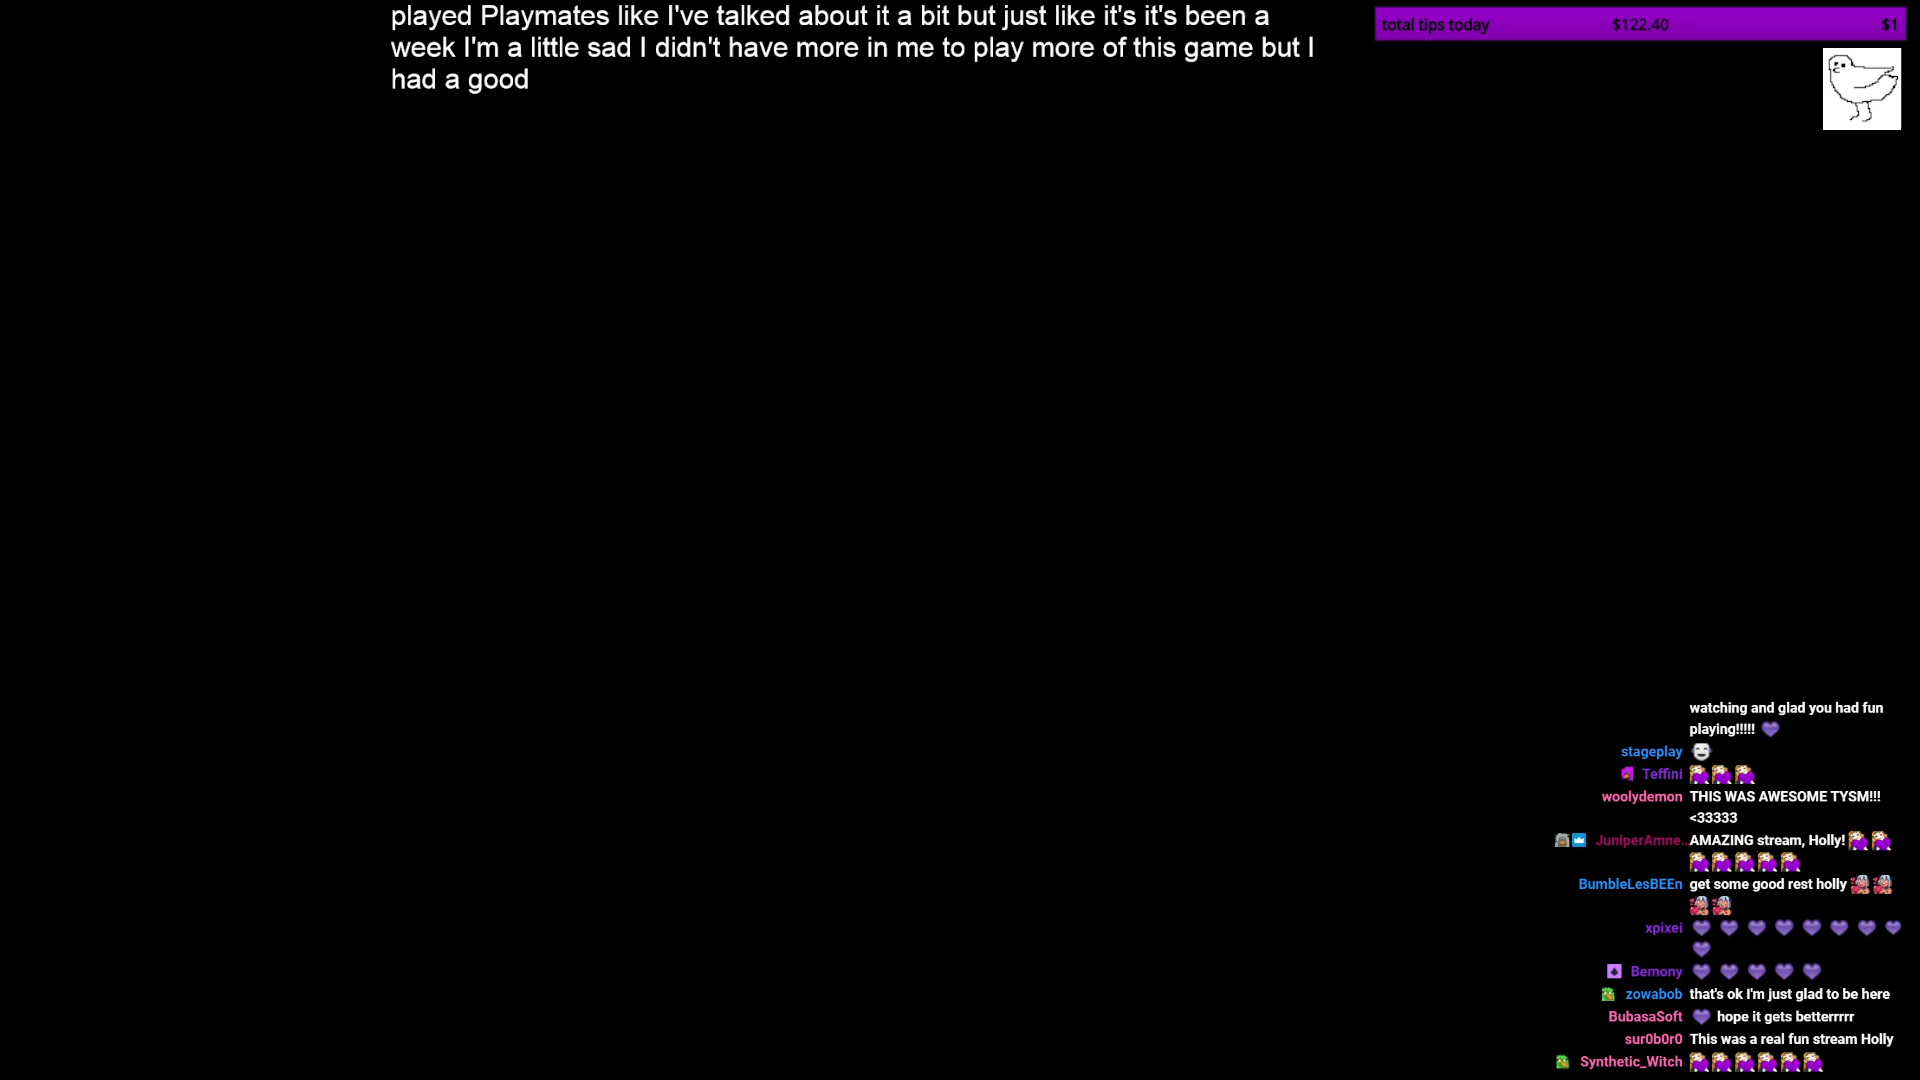 played Playmates like I've talked about it a bit but just like it's it's been a
week I'm a little sad I didn't have more in me to play more of this game but I
had a good
total tips today $122.40 $1
watching and glad you had fun
playing!!!!!
stageplay
Teffini
woolydemon THIS WAS AWESOME TYSM!!!
<33333
JuniperAmne... AMAZING stream, Holly!
BumbleLesBEEn get some good rest holly
xpixei
Bemony
zowabob that's ok I'm just glad to be here
BubasaSoft hope it gets betterrrrr
sur0b0r0 This was a real fun stream Holly
Synthetic_Witch